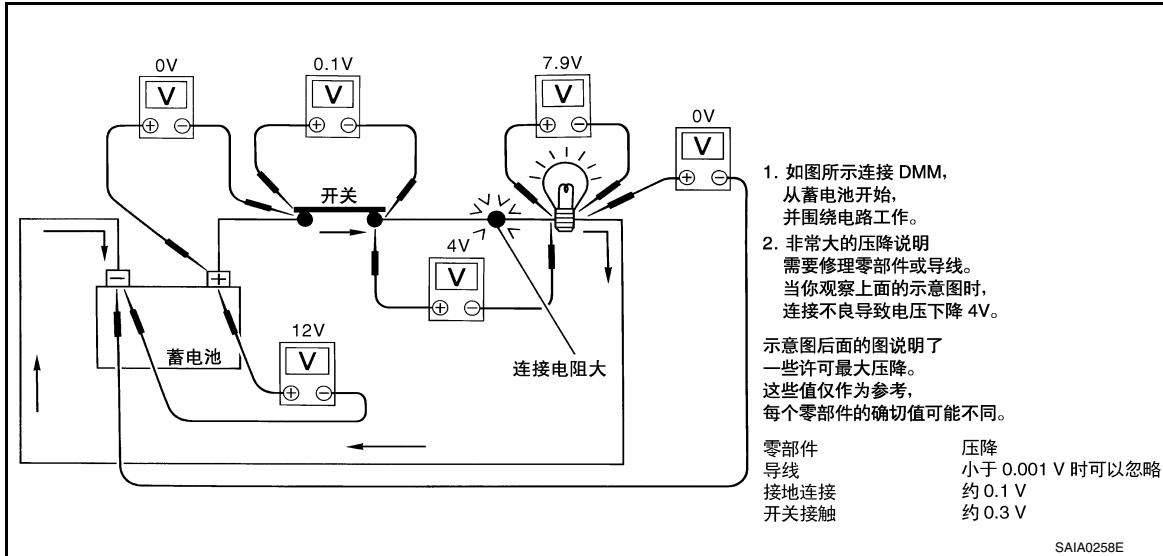 0V
0.1V
7.9V
0V
V
V
V
V
开关
4V
V
12V
V
蓄电池
连接电阻大
1. 如图所示连接 DMM,
从蓄电池开始,
并围绕电路工作。
2. 非常大的压降说明
需要修理零部件或导线。
当你观察上面的示意图时,
连接不良导致电压下降 4V。
示意图后面的图说明了
一些许可最大压降。
这些值仅作为参考,
每个零部件的确切值可能不同。
零部件 压降
导线 小于 0.001 V 时可以忽略
接地连接 约 0.1 V
开关接触 约 0.3 V
SAIA0258E